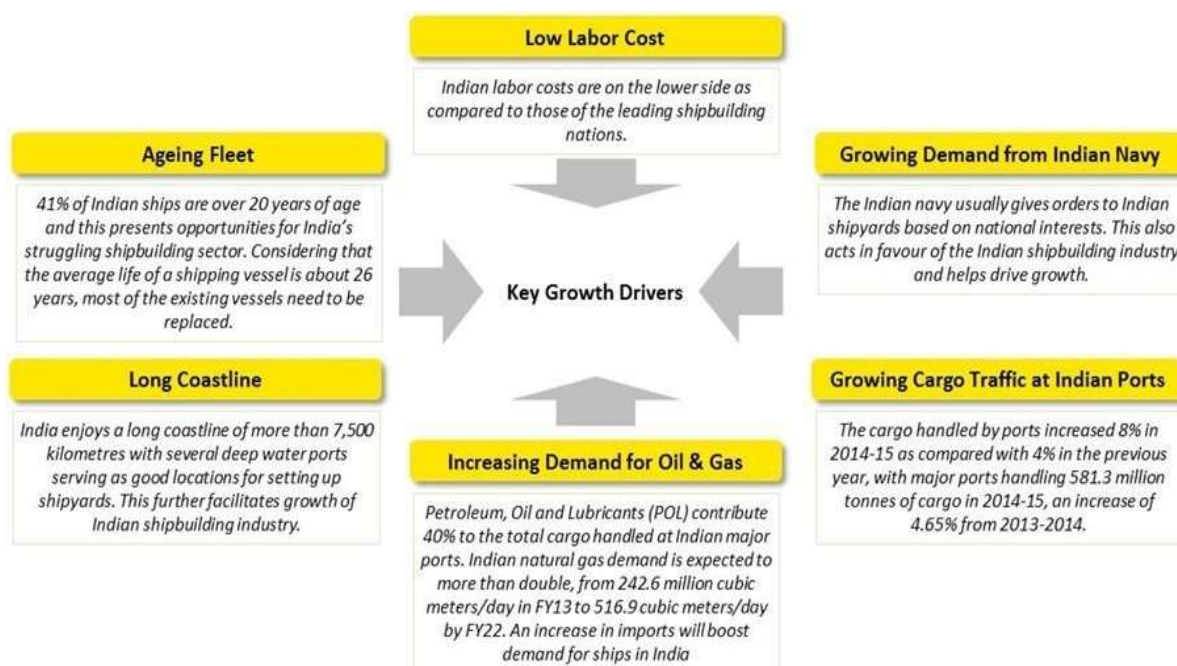 Low Labor Cost
Indian labor costs are on the lower side as
compared to those of the leading shipbuilding
nations.
Ageing Fleet
41% of Indian ships are over 20 years of age
and this presents opportunities for India's
struggling shipbuilding sector. Considering that
the average life of a shipping vessel is about 26
years, most of the existing vessels need to be
replaced.
Growing Demand from Indian Navy
The Indian navy usually gives orders to Indian
shipyards based on national interests. This also
acts in favour of the Indian shipbuilding industry
and helps drive growth.
Key Growth Drivers
Long Coastline
India enjoys a long coastline of more than 7,500
kilometres with several deep water ports
serving as good locations for setting up
shipyards. This further facilitates growth of
Indian shipbuilding industry.
Increasing Demand for Oil & Gas
Petroleum, Oil and Lubricants (POL) contribute
40% to the total cargo handled at Indian major
ports. Indian natural gas demand is expected to
more than double, from 242.6 million cubic
meters/day in FY13 to 516.9 cubic meters/day
by FY22. An increase in imports will boost
demand for ships in India
Growing Cargo Traffic at Indian Ports
The cargo handled by ports increased 8% in
2014-15 as compared with 4% in the previous
year, with major ports handling 581.3 million
tonnes of cargo in 2014-15, an increase of
4.65% from 2013-2014.